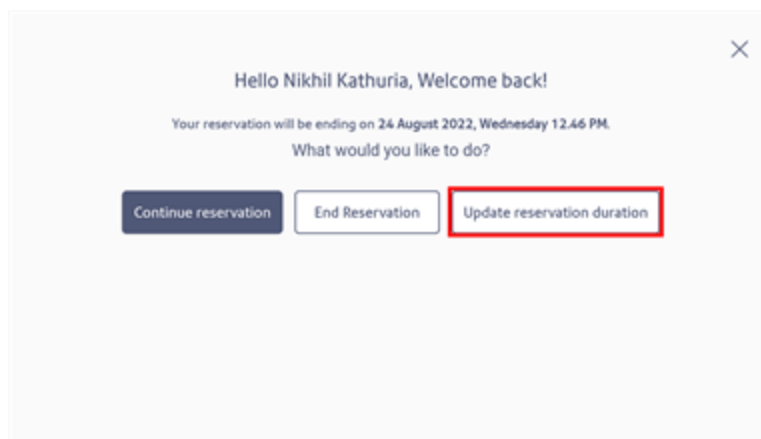 Hello Nikhil Kathuria, Welcome back!
Your reservation will be ending on 24 August 2022, Wednesday 12.46 PM.
What would you like to do?
Continue reservation
End Reservation
Update reservation duration